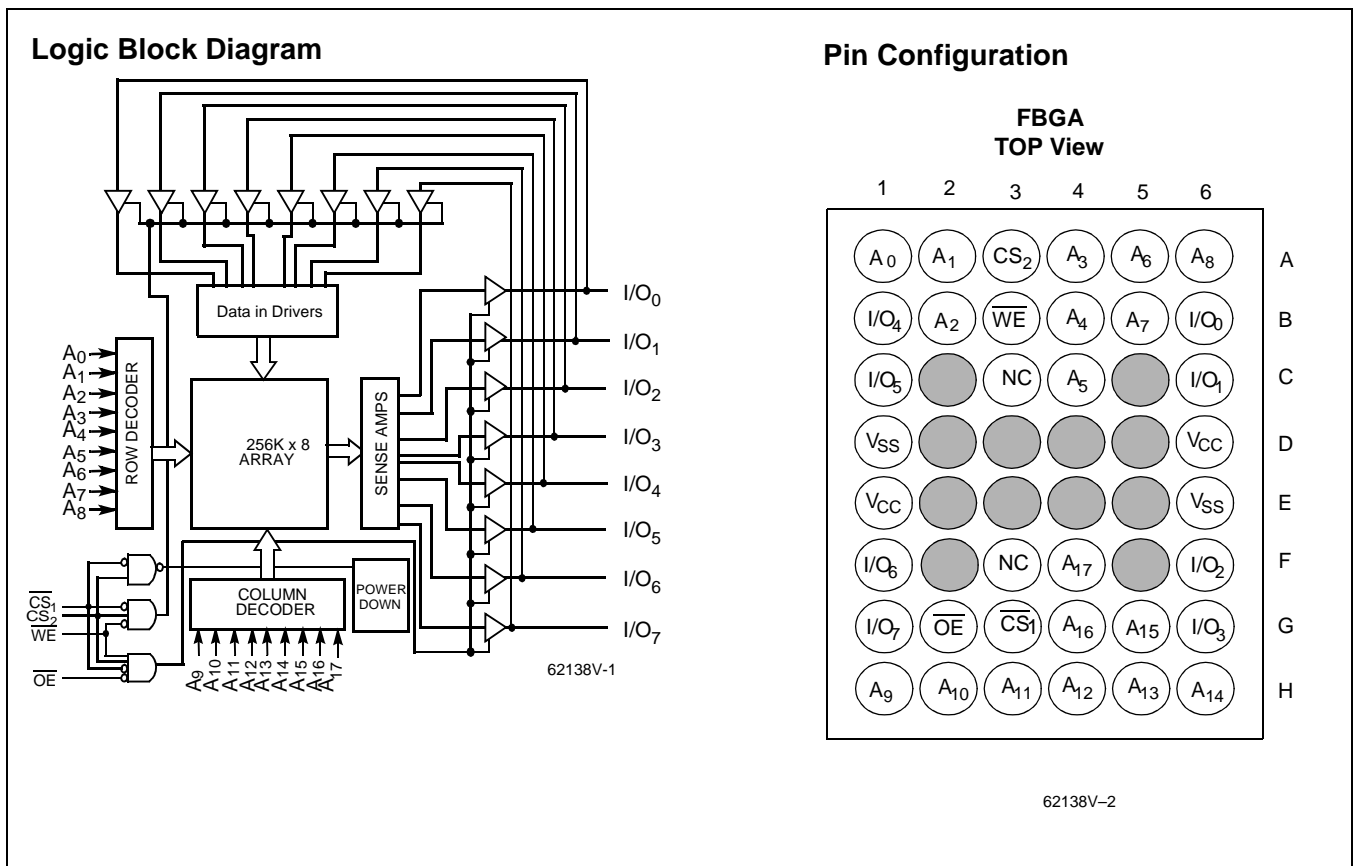 Logic Block Diagram
Data in Drivers
A0
A1
A2
A3
A4
A5
A6
A7
A8
ROW DECODER
256K x 8
ARRAY
SENSE AMPS
I/O0
I/O1
I/O2
I/O3
I/O4
I/O5
I/O6
I/O7
CS1
CS2
WE
OE
COLUMN
DECODER
POWER
DOWN
A9
A10
A11
A12
A13
A14
A15
A16
A17
62138V-1
Pin Configuration
FBGA
TOP View
1 2 3 4 5 6
A0 A1 CS2 A3 A6 A8 A
I/O4 A2 WE A4 A7 I/O0 B
I/O5 NC A5 I/O1 C
VSS VCC D
VCC VSS E
I/O6 NC A17 I/O2 F
I/O7 OE CS1 A16 A15 I/O3 G
A9 A10 A11 A12 A13 A14 H
62138V–2